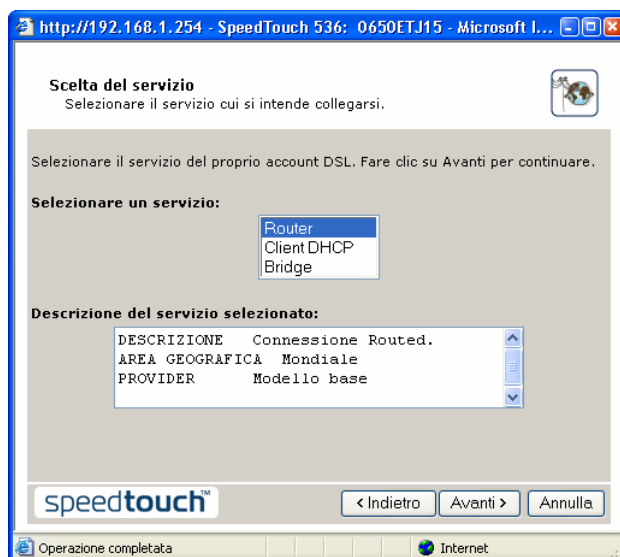 http://192.168.1.254 - SpeedTouch 536: 0650ETJ15 - Microsoft I...
Scelta del servizio
Selezionare il servizio cui si intende collegarsi.
Selezionare il servizio del proprio account DSL. Fare clic su Avanti per continuare.
Selezionare un servizio:
Router
Client DHCP
Bridge
Descrizione del servizio selezionato:
DESCRIZIONE Connessione Routed.
AREA GEOGRAFICA Mondiale
PROVIDER Modello base
speedtouch™
< Indietro Avanti > Annulla
Operazione completata Internet